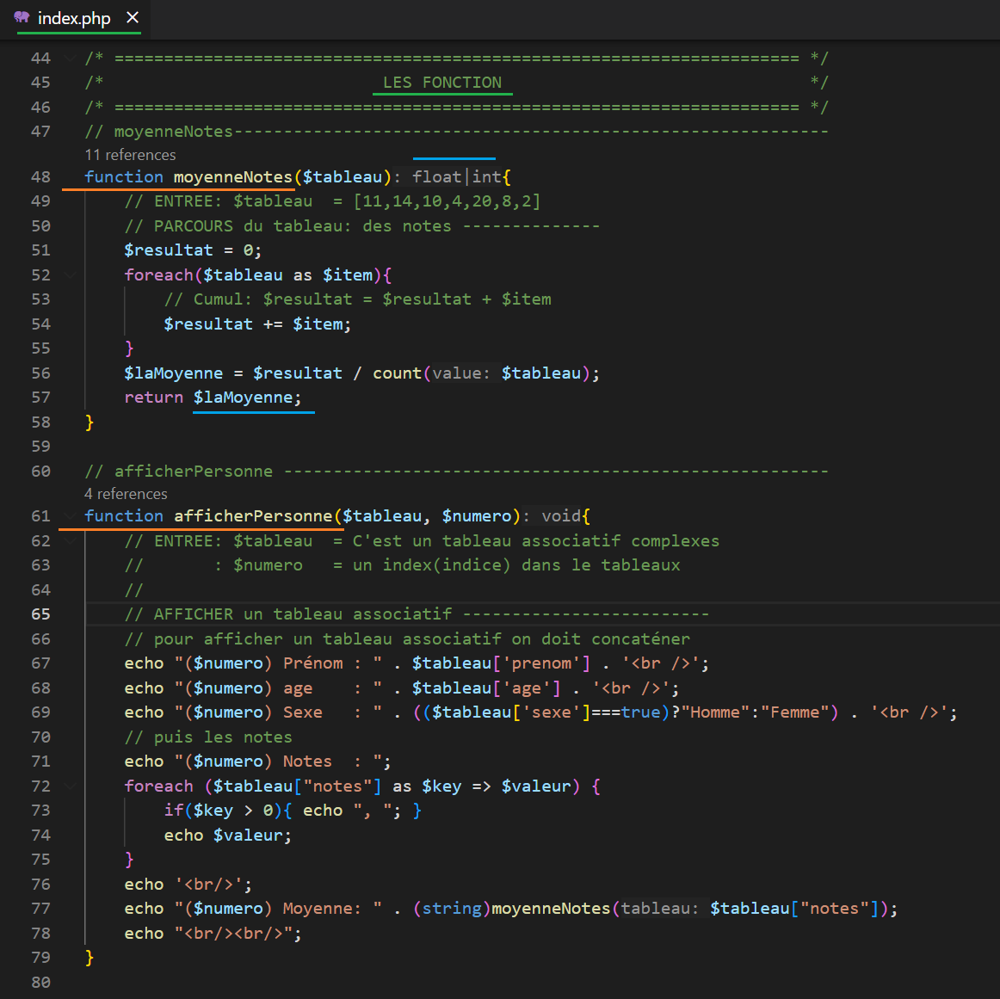 index.php ×
44 /* ===================================================================== */
45 /*                            LES FONCTION                               */
46 /* ===================================================================== */
47 // moyenneNotes------------------------------------------------------------
11 references
48 function moyenneNotes($tableau): float|int{
49     // ENTREE: $tableau  = [11,14,10,4,20,8,2]
50     // PARCOURS du tableau: des notes --------------
51     $resultat = 0;
52     foreach($tableau as $item){
53         // Cumul: $resultat = $resultat + $item
54         $resultat += $item;
55     }
56     $laMoyenne = $resultat / count(value: $tableau);
57     return $laMoyenne;
58 }
59
60 // afficherPersonne -------------------------------------------------------
4 references
61 function afficherPersonne($tableau, $numero): void{
62     // ENTREE: $tableau  = C'est un tableau associatif complexes
63     //       : $numero   = un index(indice) dans le tableaux
64     //
65     // AFFICHER un tableau associatif -------------------------
66     // pour afficher un tableau associatif on doit concaténer
67     echo "($numero) Prénom : " . $tableau['prenom'] . '<br />';
68     echo "($numero) age    : " . $tableau['age'] . '<br />';
69     echo "($numero) Sexe   : " . (($tableau['sexe']===true)?"Homme":"Femme") . '<br />';
70     // puis les notes
71     echo "($numero) Notes  : ";
72     foreach ($tableau["notes"] as $key => $valeur) {
73         if($key > 0){ echo ", "; }
74         echo $valeur;
75     }
76     echo '<br/>';
77     echo "($numero) Moyenne: " . (string)moyenneNotes(tableau: $tableau["notes"]);
78     echo "<br/><br/>";
79 }
80